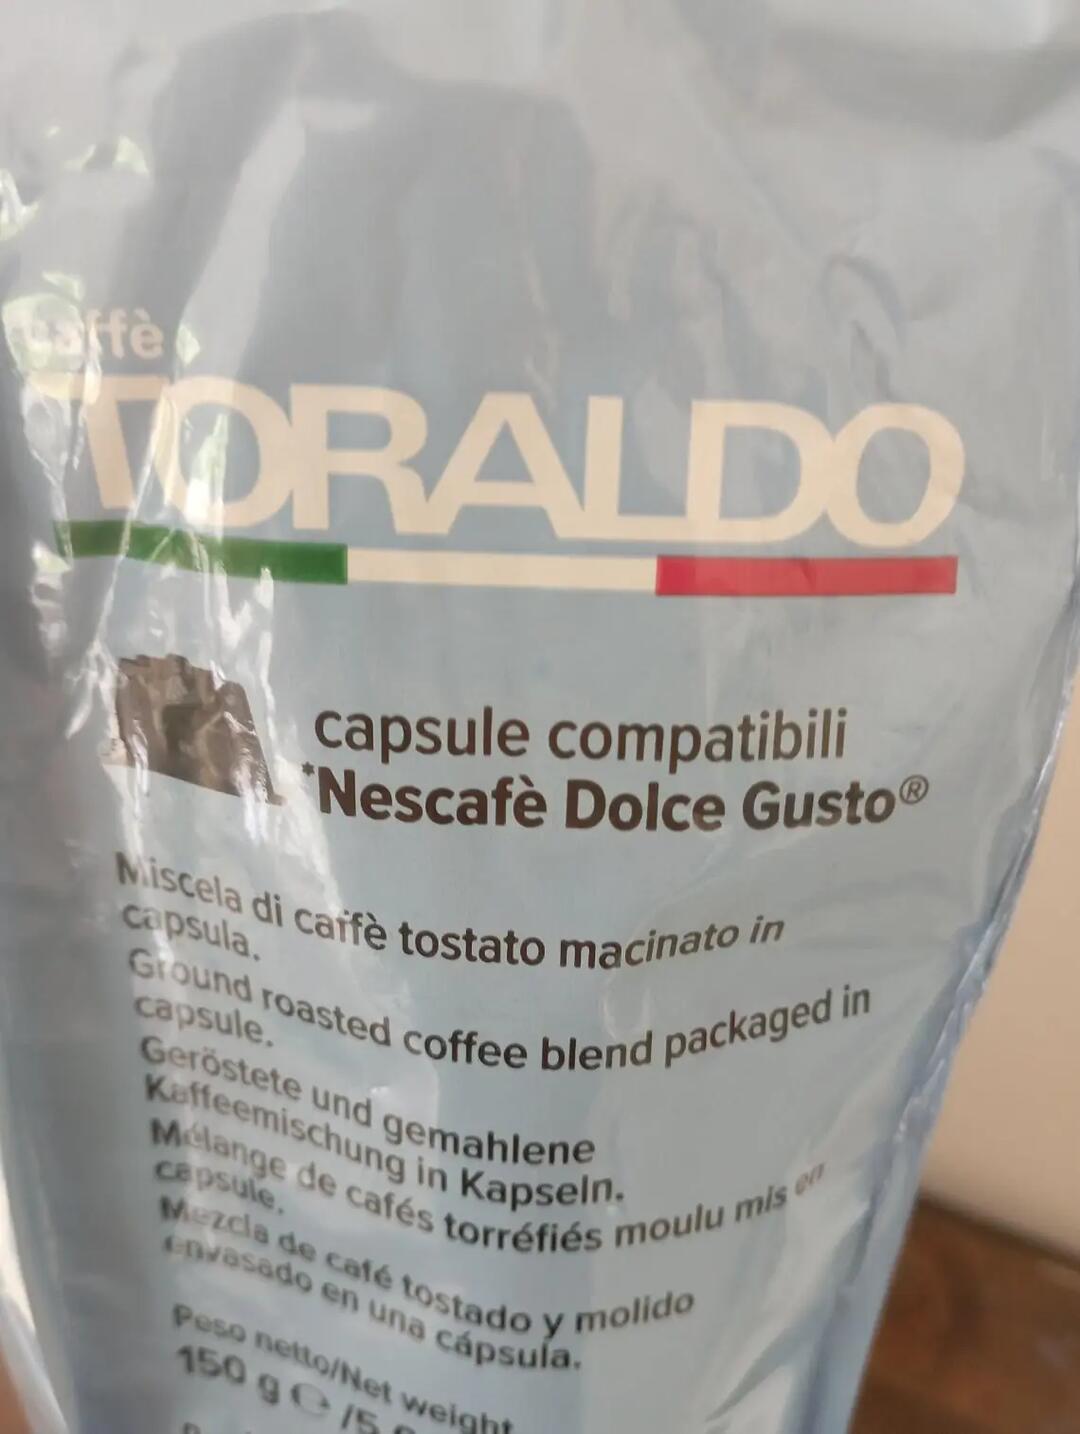 caffè
TORALDO
capsule compatibili
*Nescafè Dolce Gusto®
Miscela di caffè tostato macinato in
capsula.
Ground roasted coffee blend packaged in
capsule.
Geröstete und gemahlene
Kaffeemischung in Kapseln.
Mélange de cafés torréfiés moulu mis en
capsule.
Mezcla de café tostado y molido
envasado en una cápsula.
Peso netto/Net weight
150 g ℮ /5